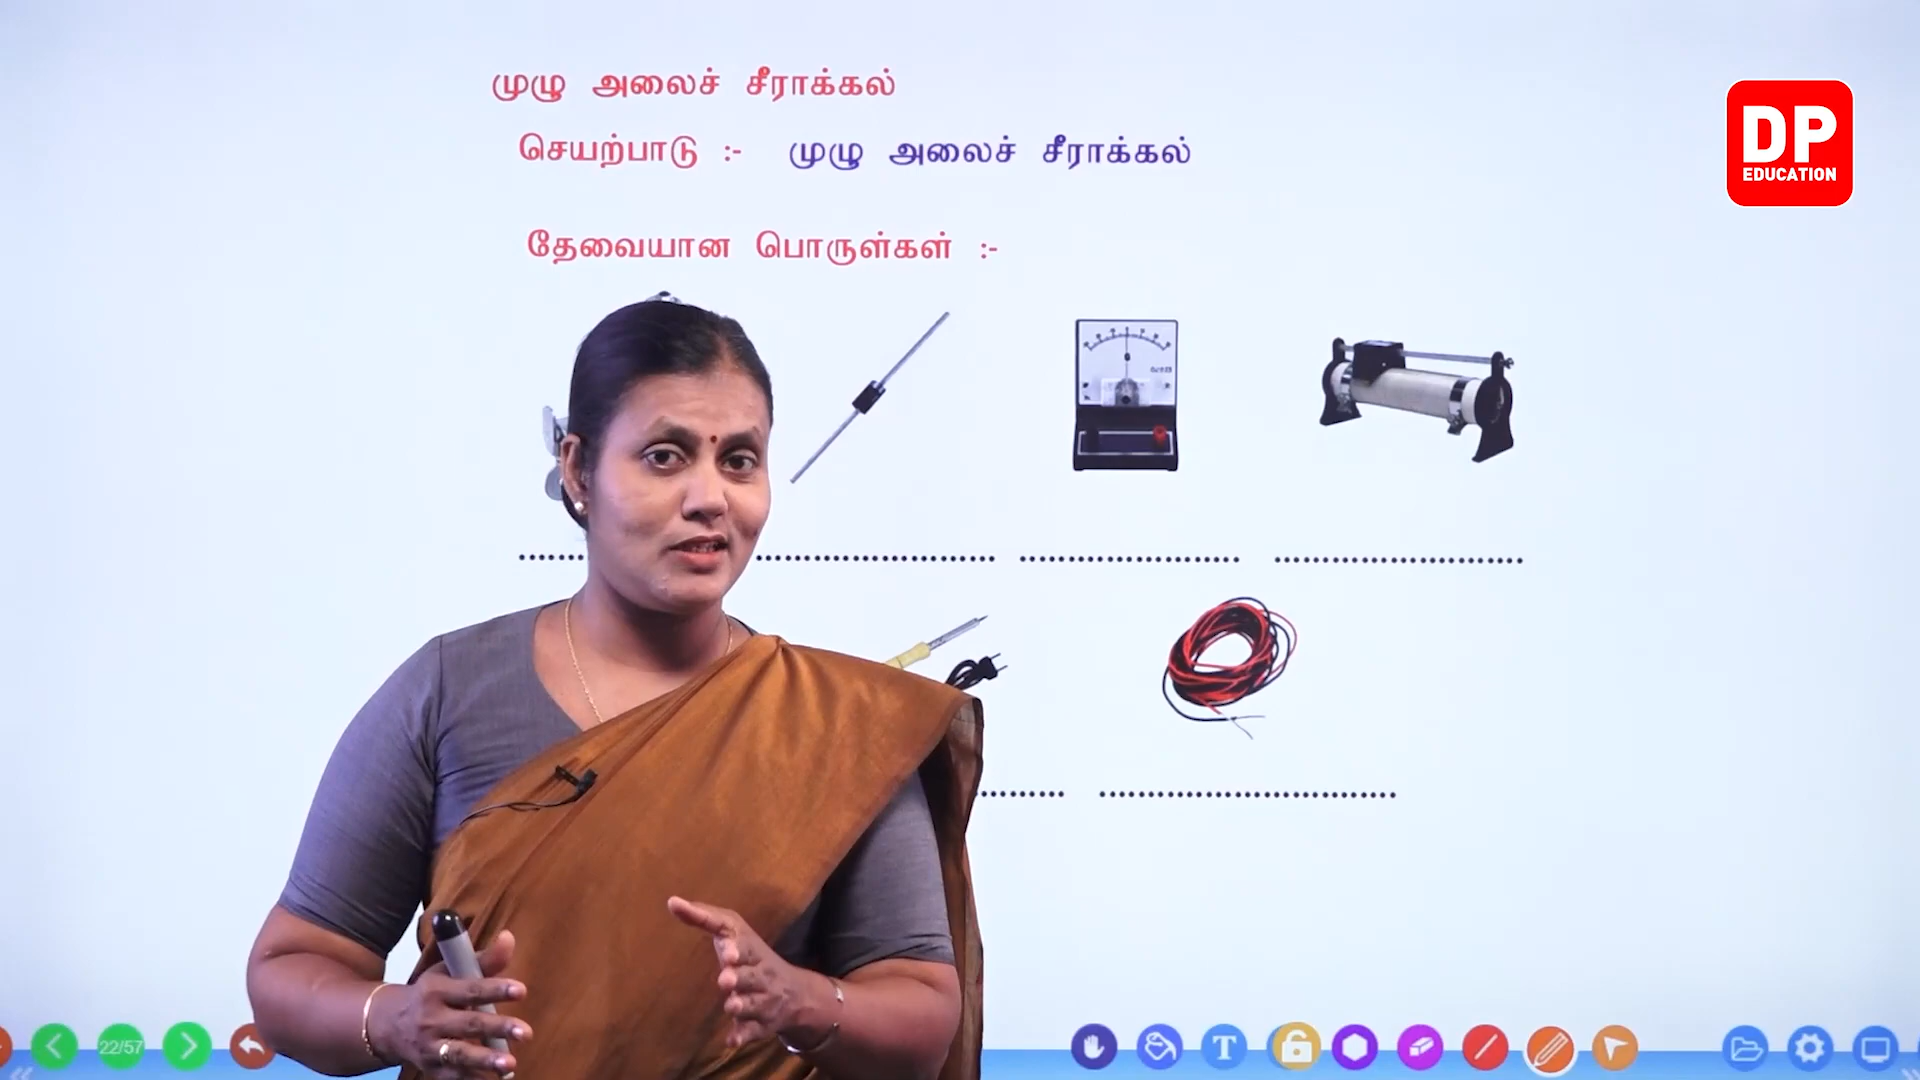 முழு அலைச் சீராக்கல்
செயற்பாடு :- முழு அலைச் சீராக்கல்
தேவையான பொருள்கள் :-
DP
EDUCATION
22/57
T